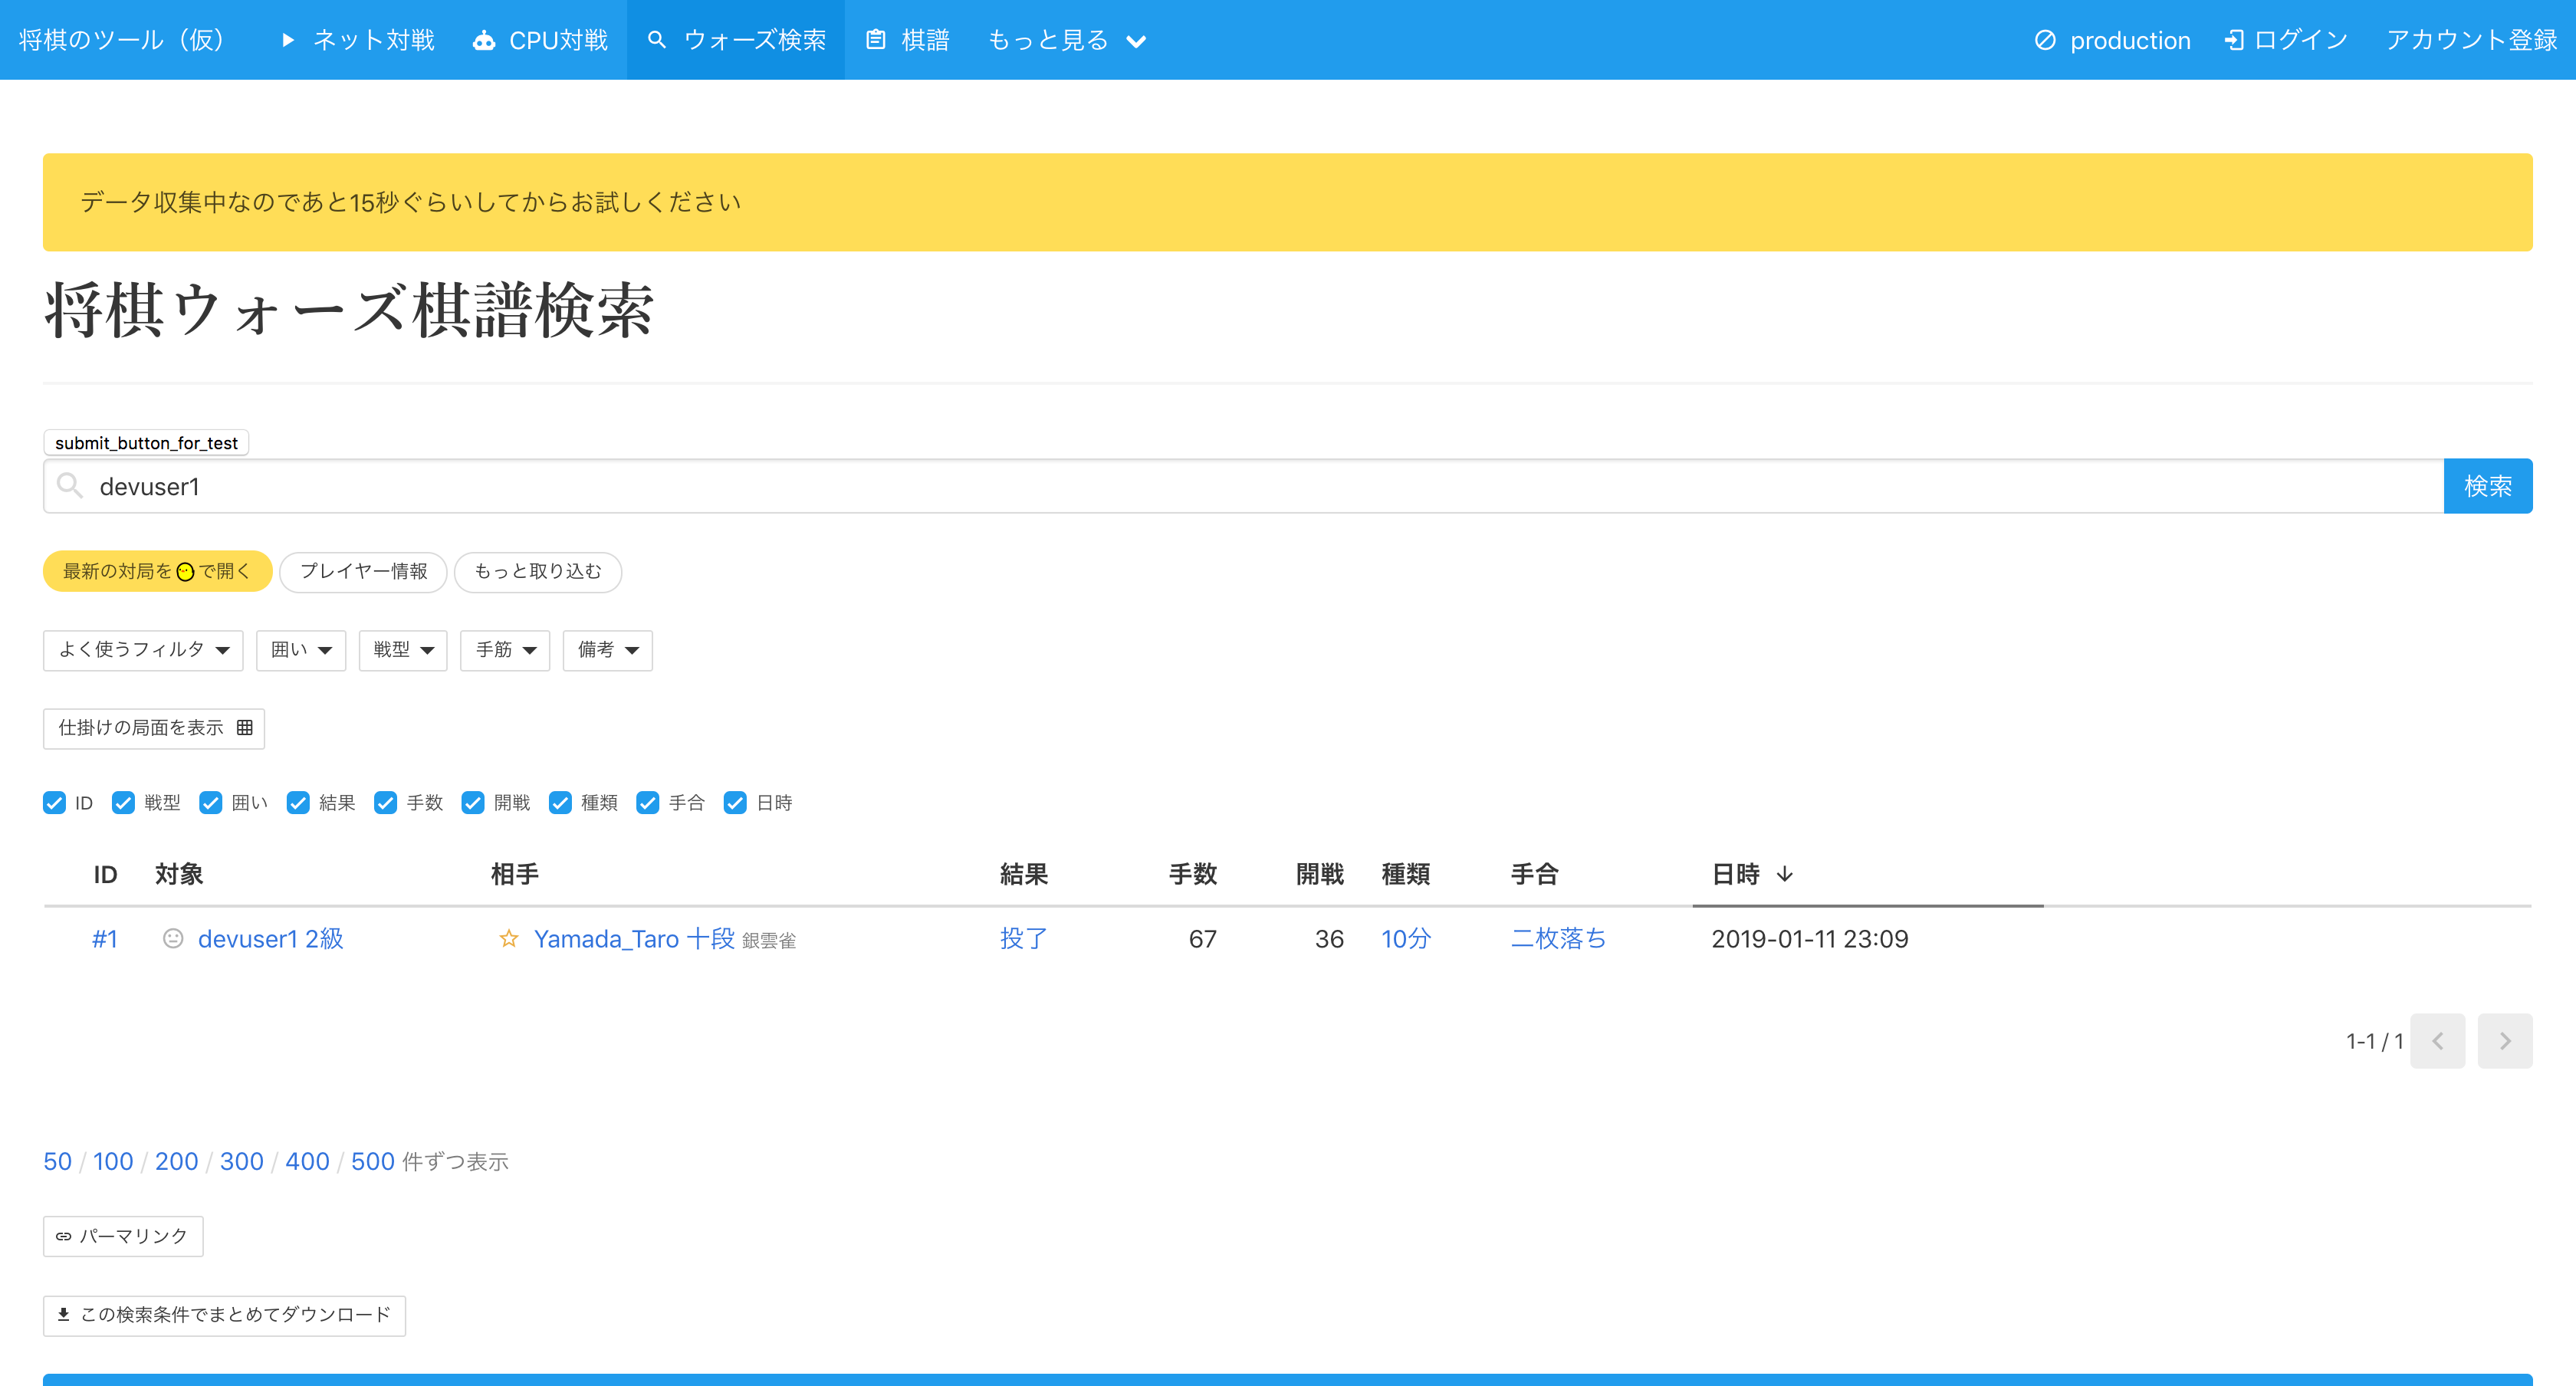 将棋のツール（仮） ネット対戦 CPU対戦 ウォーズ検索 棋譜 もっと見る production ログイン アカウント登録
データ収集中なのであと15秒ぐらいしてからお試しください
将棋ウォーズ棋譜検索
submit_button_for_test
devuser1 検索
最新の対局をで開く プレイヤー情報 もっと取り込む
よく使うフィルタ 囲い 戦型 手筋 備考
仕掛けの局面を表示
ID 戦型 囲い 結果 手数 開戦 種類 手合 日時
ID 対象 相手 結果 手数 開戦 種類 手合 日時
#1 devuser1 2級 Yamada_Taro 十段 銀雲雀 投了 67 36 10分 二枚落ち 2019-01-11 23:09
1-1 / 1
50 / 100 / 200 / 300 / 400 / 500 件ずつ表示
パーマリンク
この検索条件でまとめてダウンロード